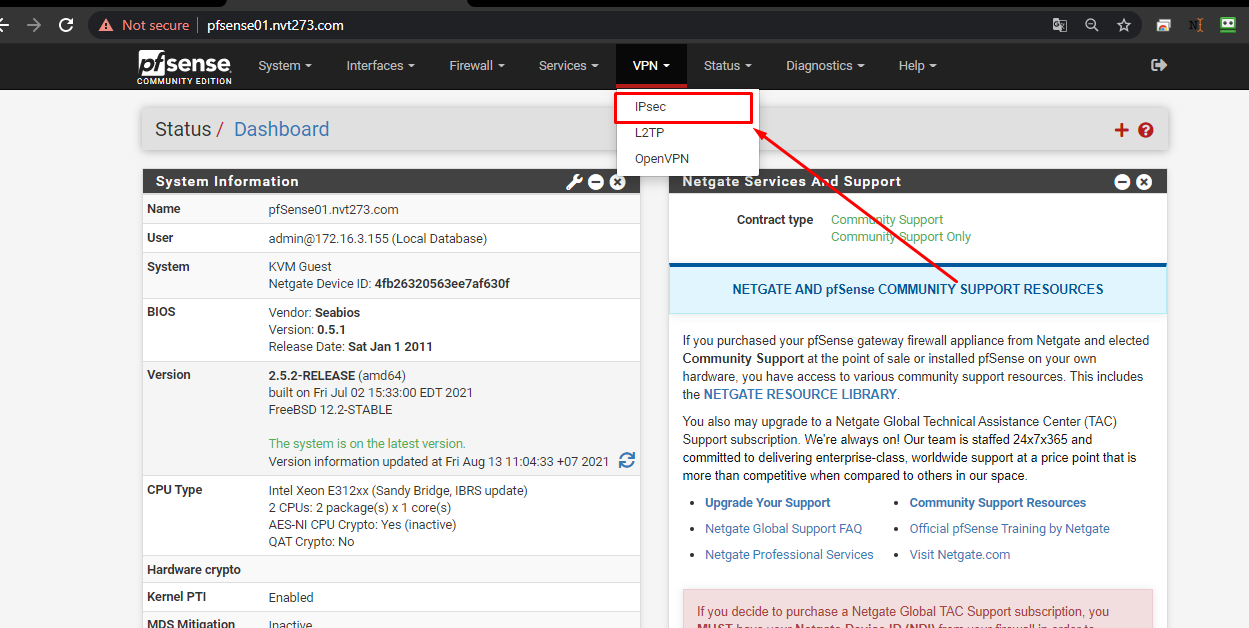 Not secure pfsense01.nvt273.com
pfsense
COMMUNITY EDITION
System Interfaces Firewall Services VPN Status Diagnostics Help
IPsec
L2TP
OpenVPN
Status / Dashboard
System Information
Name pfSense01.nvt273.com
User admin@172.16.3.155 (Local Database)
System KVM Guest
Netgate Device ID: 4fb26320563ee7af630f
BIOS Vendor: Seabios
Version: 0.5.1
Release Date: Sat Jan 1 2011
Version 2.5.2-RELEASE (amd64)
built on Fri Jul 02 15:33:00 EDT 2021
FreeBSD 12.2-STABLE
The system is on the latest version.
Version information updated at Fri Aug 13 11:04:33 +07 2021
CPU Type Intel Xeon E312xx (Sandy Bridge, IBRS update)
2 CPUs: 2 package(s) x 1 core(s)
AES-NI CPU Crypto: Yes (inactive)
QAT Crypto: No
Hardware crypto
Kernel PTI Enabled
MDS Mitigation Inactive
Netgate Services And Support
Contract type Community Support
Community Support Only
NETGATE AND pfSense COMMUNITY SUPPORT RESOURCES
If you purchased your pfSense gateway firewall appliance from Netgate and elected
Community Support at the point of sale or installed pfSense on your own
hardware, you have access to various community support resources. This includes
the NETGATE RESOURCE LIBRARY.
You also may upgrade to a Netgate Global Technical Assistance Center (TAC)
Support subscription. We're always on! Our team is staffed 24x7x365 and
committed to delivering enterprise-class, worldwide support at a price point that is
more than competitive when compared to others in our space.
Upgrade Your Support
Community Support Resources
Netgate Global Support FAQ
Official pfSense Training by Netgate
Netgate Professional Services
Visit Netgate.com
If you decide to purchase a Netgate Global TAC Support subscription, you
MUST have your Netgate Device ID (NDI) from your firewall in order to